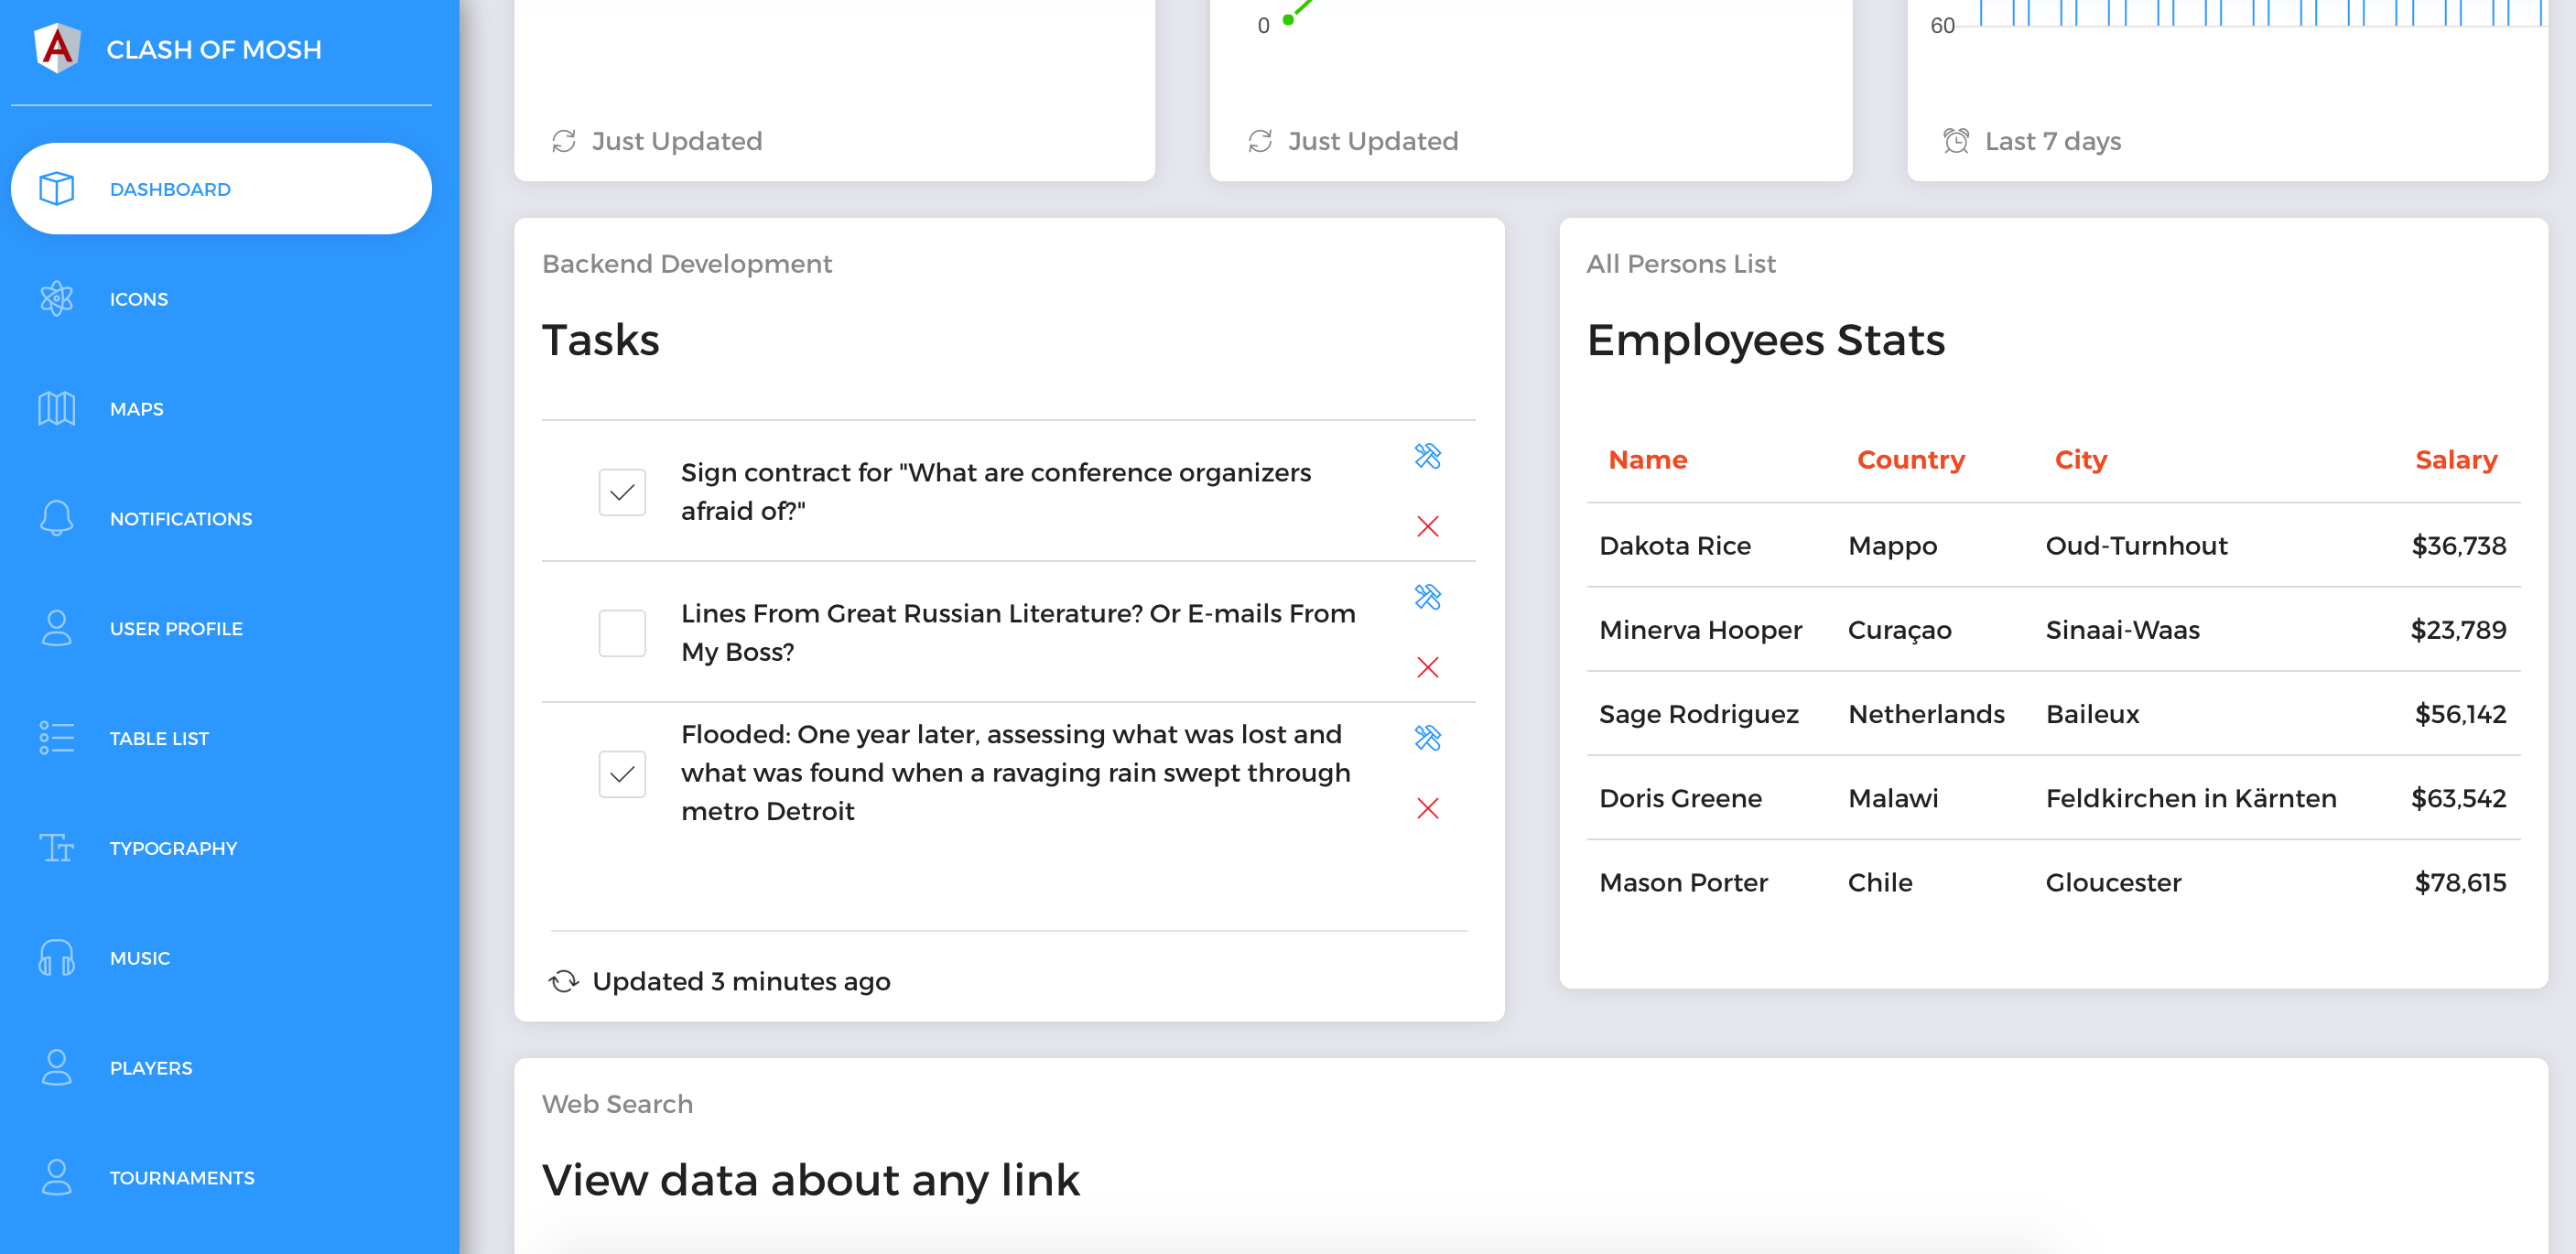 CLASH OF MOSH
DASHBOARD
ICONS
MAPS
NOTIFICATIONS
USER PROFILE
TABLE LIST
TYPOGRAPHY
MUSIC
PLAYERS
TOURNAMENTS
Just Updated
0
Just Updated
60
Last 7 days
Backend Development
Tasks
Sign contract for "What are conference organizers
afraid of?"
Lines From Great Russian Literature? Or E-mails From
My Boss?
Flooded: One year later, assessing what was lost and
what was found when a ravaging rain swept through
metro Detroit
Updated 3 minutes ago
All Persons List
Employees Stats
Name Country City Salary
Dakota Rice Mappo Oud-Turnhout $36,738
Minerva Hooper Curaçao Sinaai-Waas $23,789
Sage Rodriguez Netherlands Baileux $56,142
Doris Greene Malawi Feldkirchen in Kärnten $63,542
Mason Porter Chile Gloucester $78,615
Web Search
View data about any link